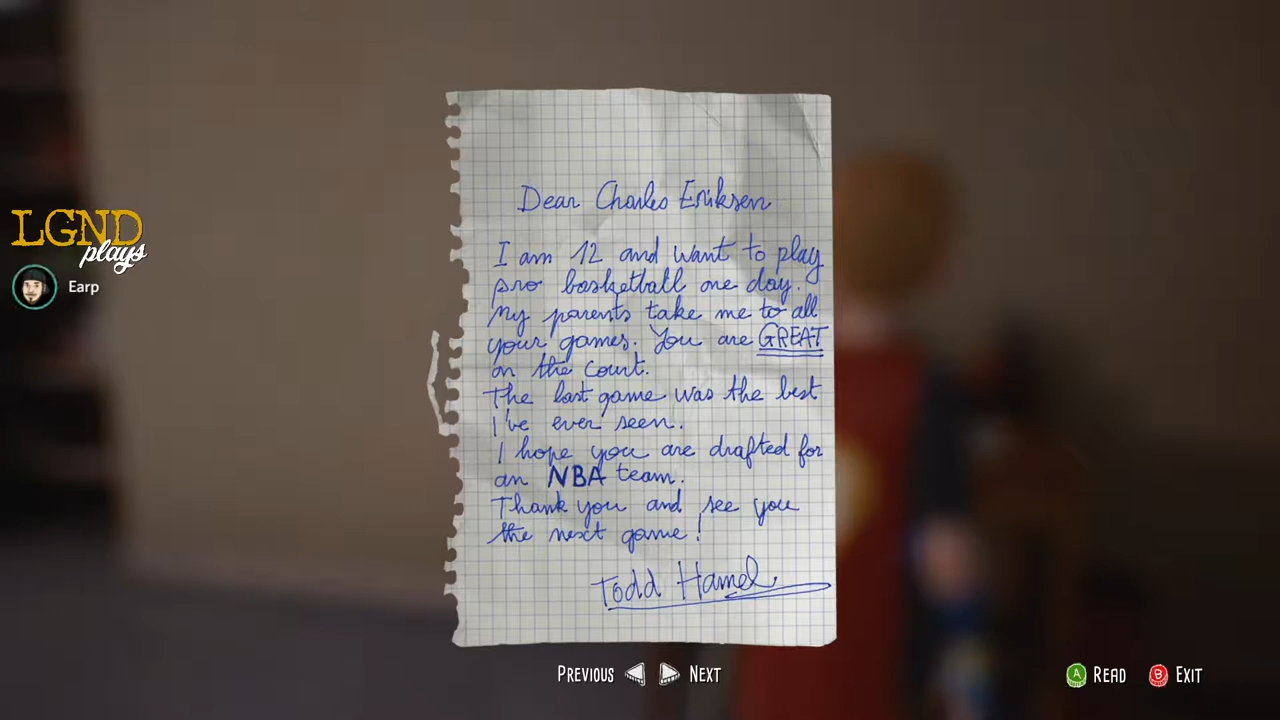 Dear Charles Eriksen
I am 12 and want to play
pro basketball one day.
My parents take me to all
your games. You are GREAT
on the court.
The last game was the best
I've ever seen.
I hope you are drafted for
an NBA team.
Thank you and see you
the next game!
Todd Hamel
LGND
plays
Earp
PREVIOUS NEXT
A READ B EXIT